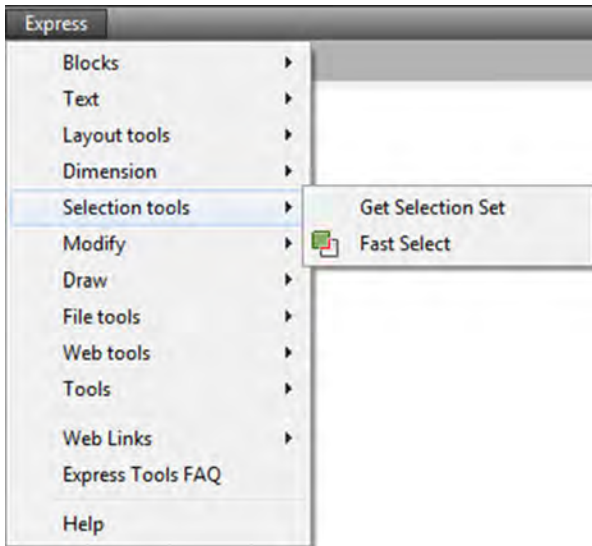 Express
Blocks
Text
Layout tools
Dimension
Selection tools
Get Selection Set
Modify
Fast Select
Draw
File tools
Web tools
Tools
Web Links
Express Tools FAQ
Help